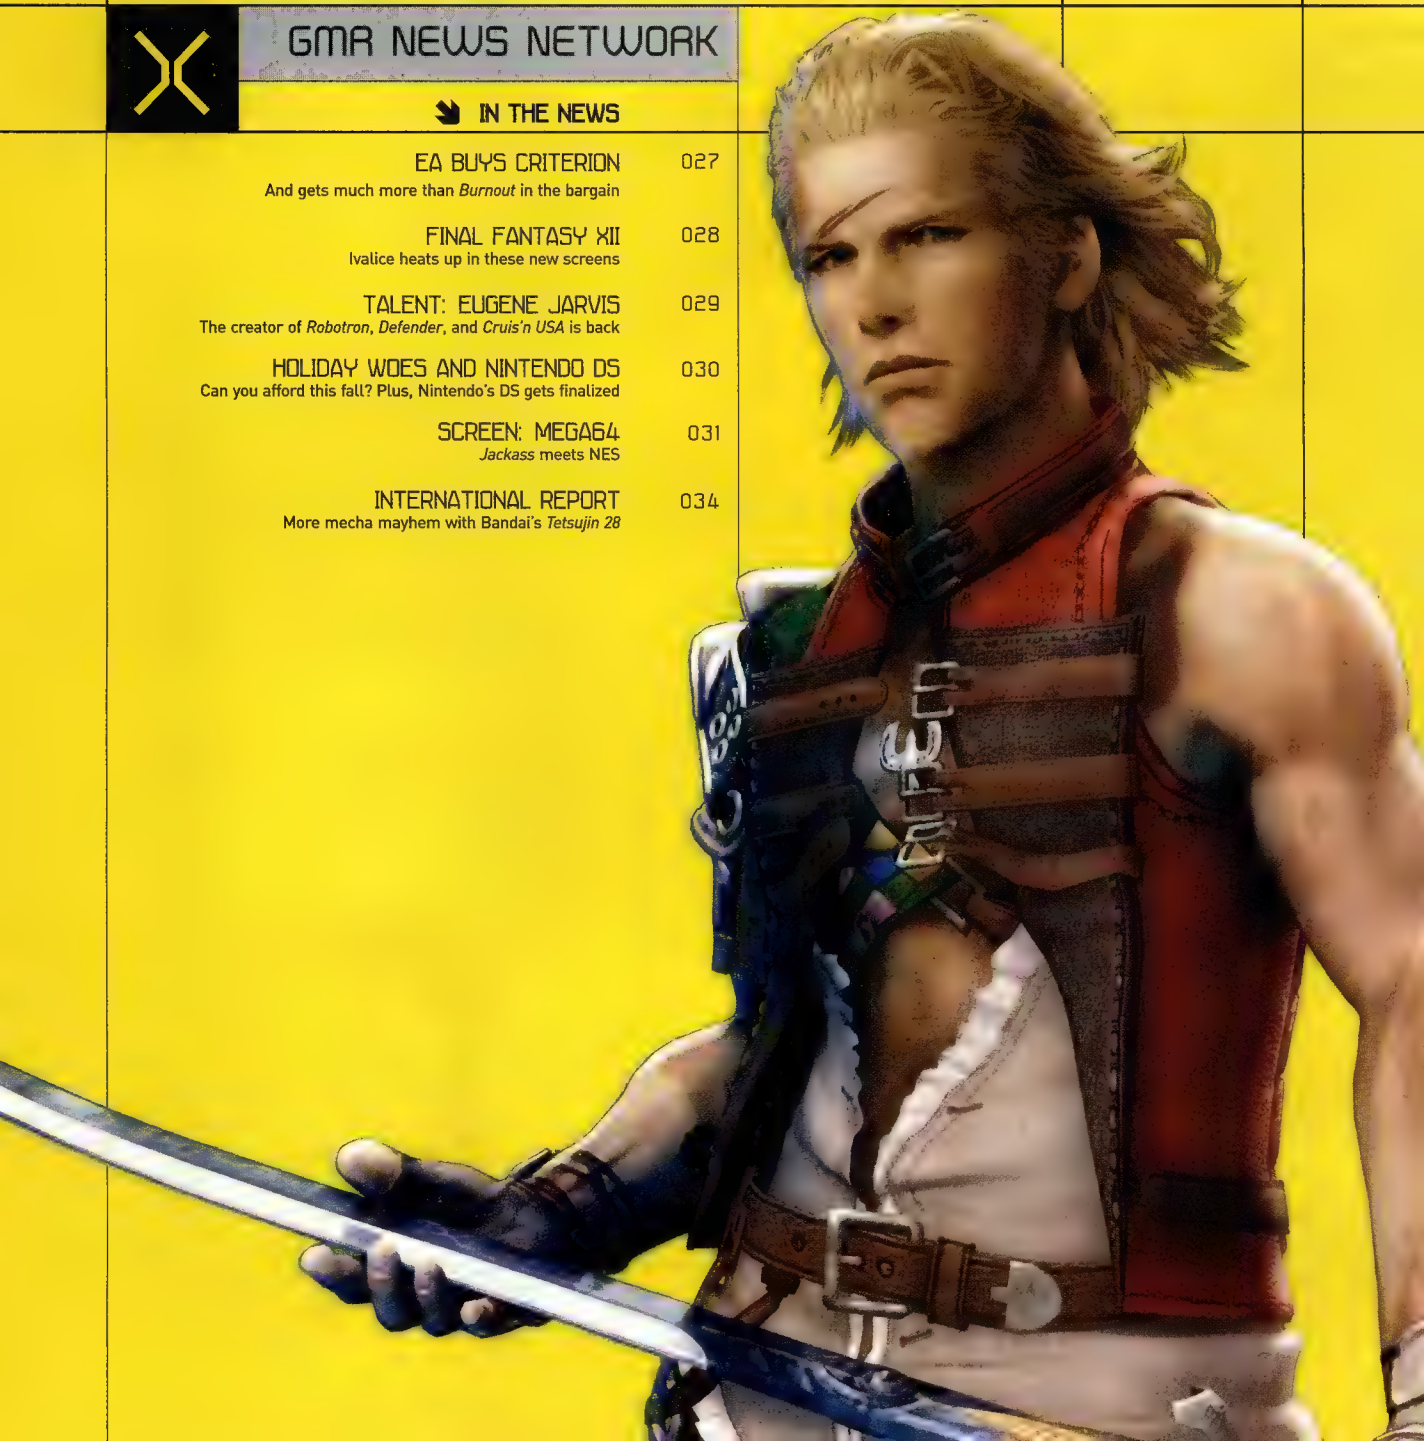 GMR NEWS NETWORK
IN THE NEWS
EA BUYS CRITERION 027
And gets much more than Burnout in the bargain
FINAL FANTASY XII 028
Ivalice heats up in these new screens
TALENT: EUGENE JARVIS 029
The creator of Robotron, Defender, and Cruis'n USA is back
HOLIDAY WOES AND NINTENDO DS 030
Can you afford this fall? Plus, Nintendo's DS gets finalized
SCREEN: MEGA64 031
Jackass meets NES
INTERNATIONAL REPORT 034
More mecha mayhem with Bandai's Tetsujin 28